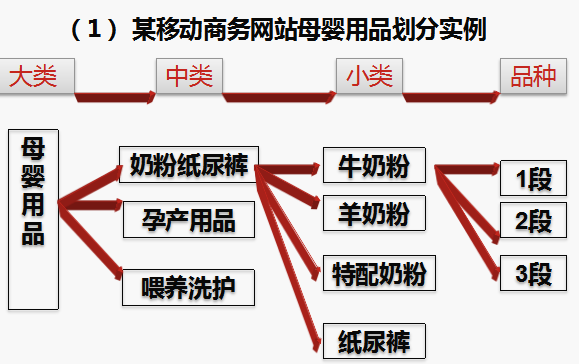 （1）某移动商务网站母婴用品划分实例
大类
中类
小类
品种
母婴用品
奶粉纸尿裤
孕产用品
喂养洗护
牛奶粉
羊奶粉
特配奶粉
纸尿裤
1段
2段
3段